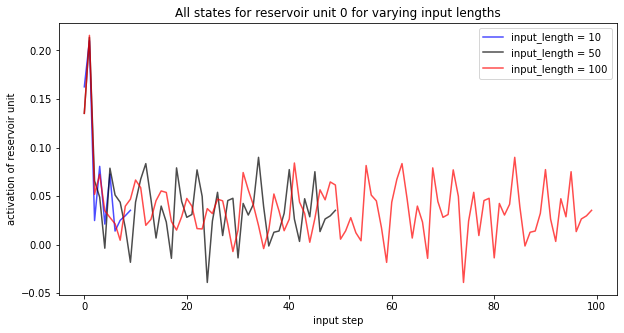 All states for reservoir unit 0 for varying input lengths
input_length = 10
input_length = 50
input_length = 100
activation of reservoir unit
0.20
0.15
0.10
0.05
0.00
−0.05
0
20
40
60
80
100
input step